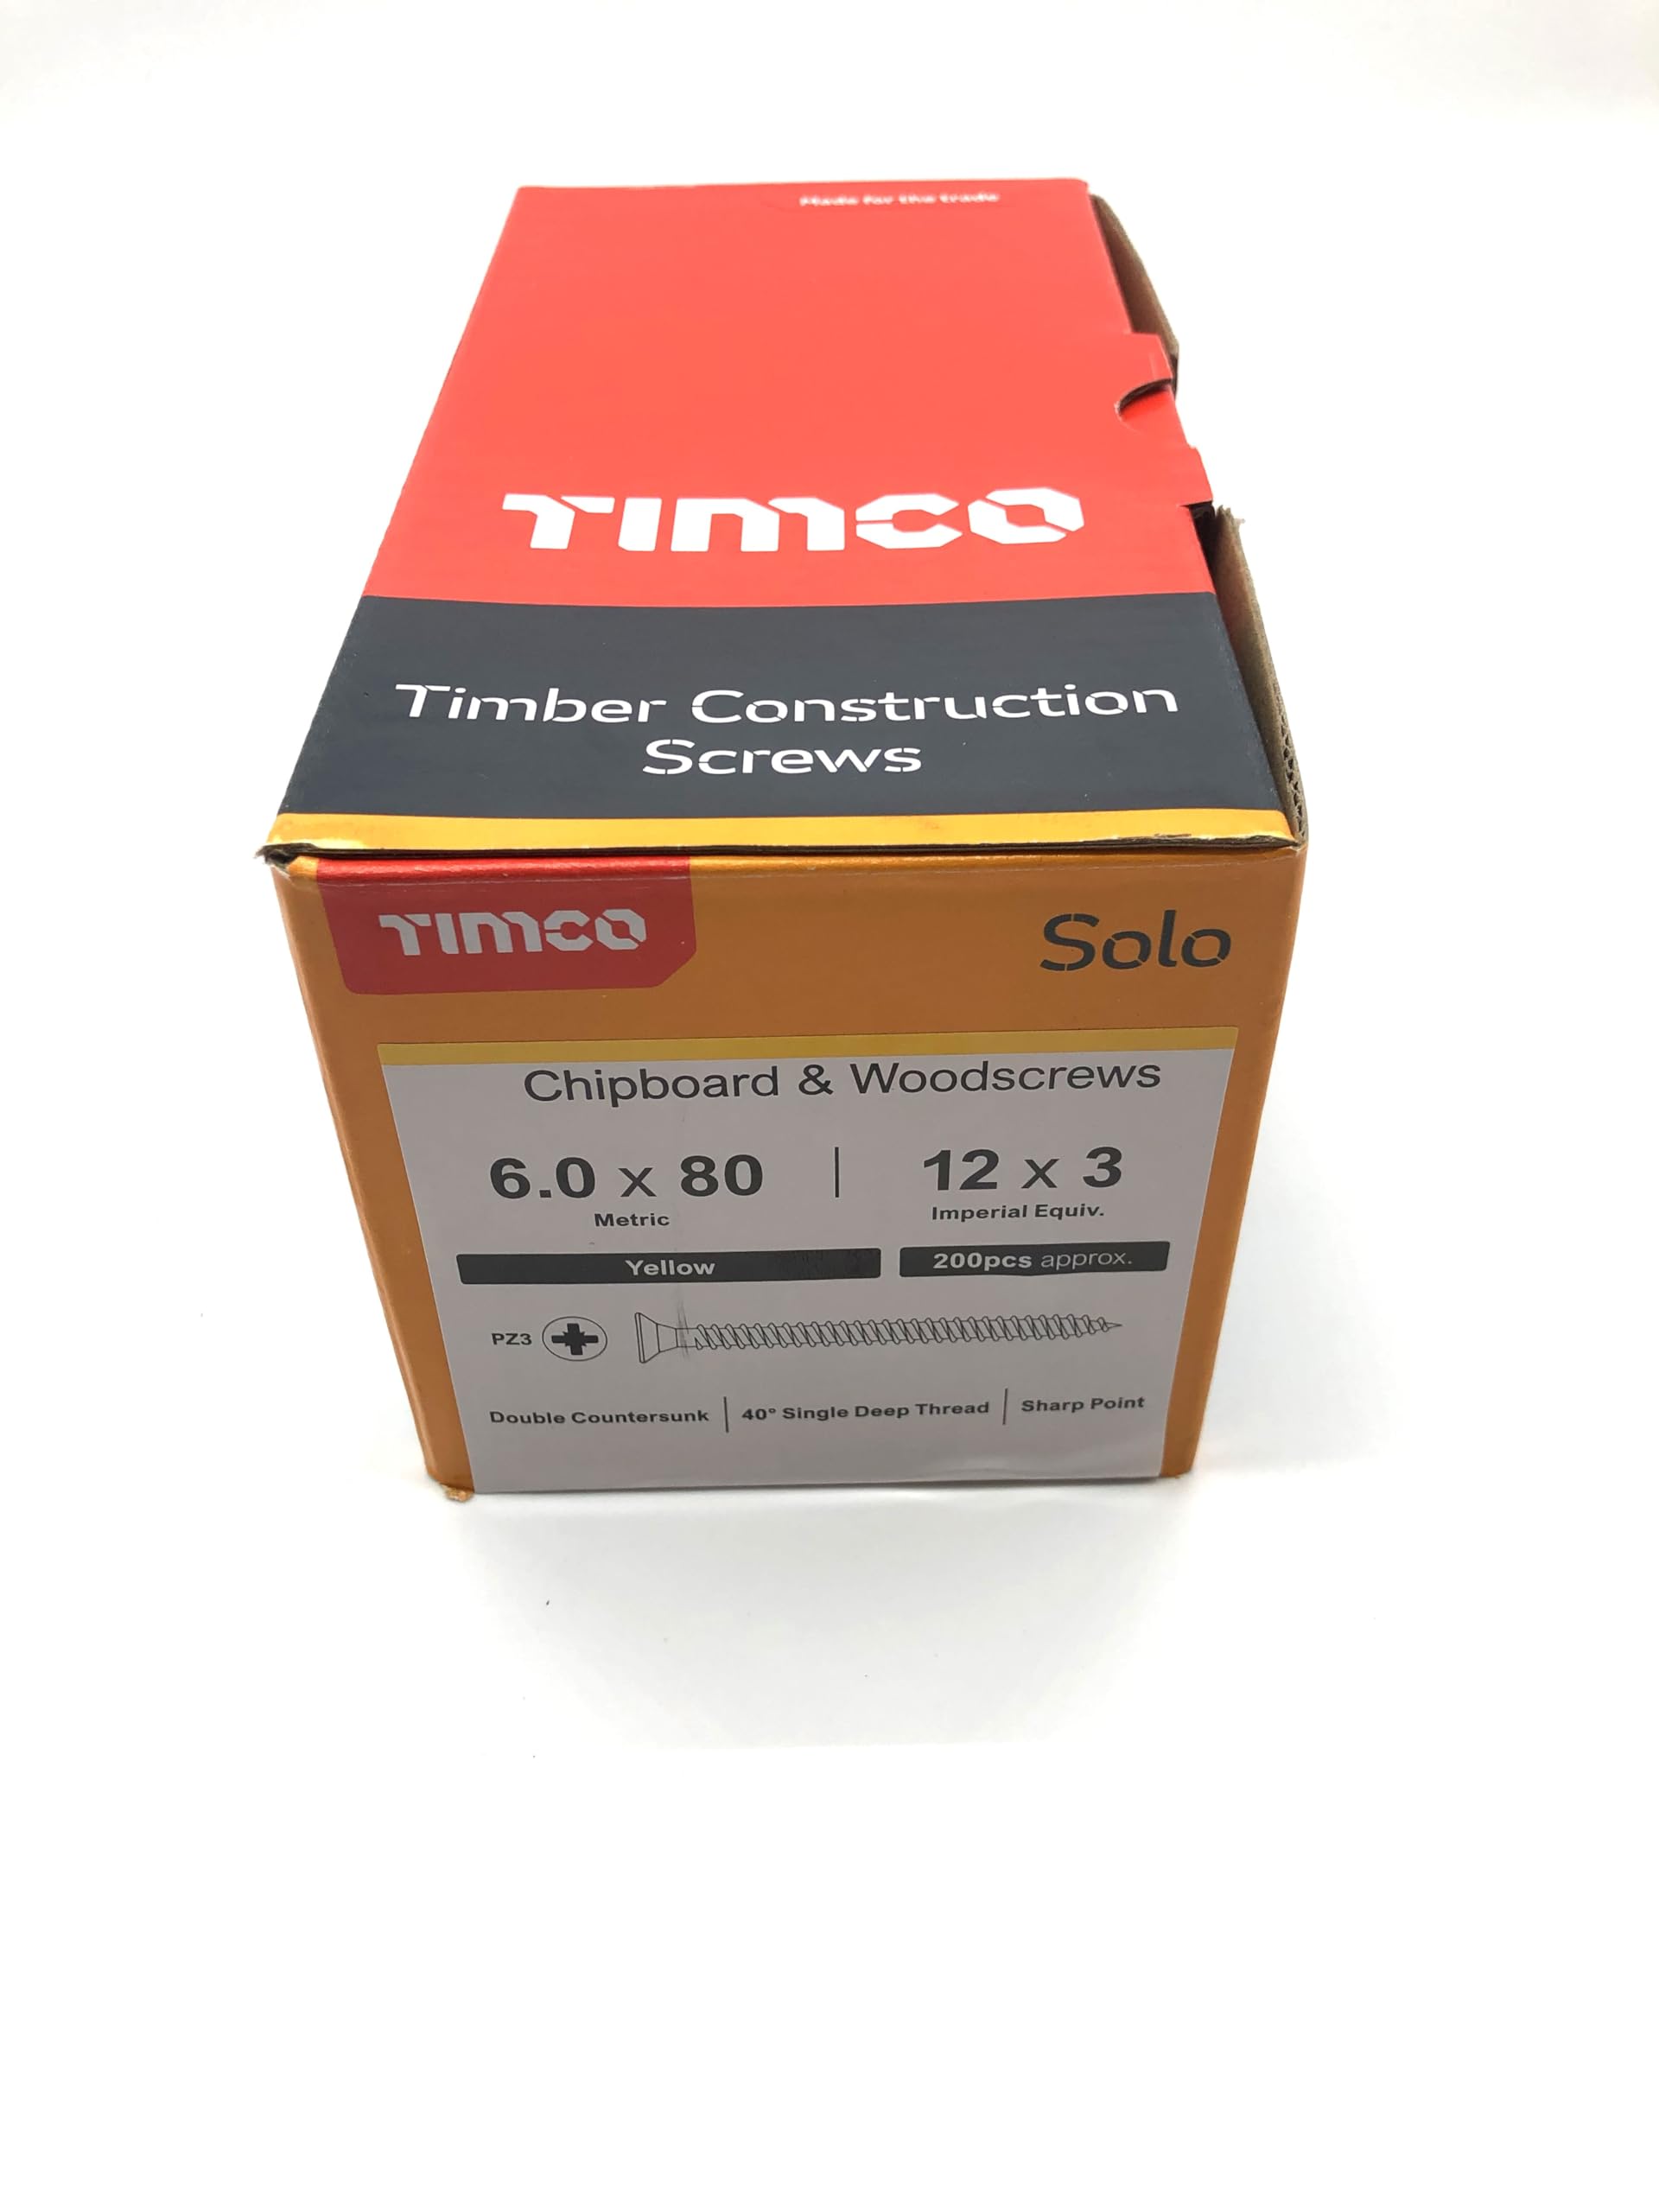 Made for the trade
TIMCO
Timber Construction
Screws
TIMCO
Solo
Chipboard & Woodscrews
6.0 x 80 | 12 x 3
Metric Imperial Equiv.
Yellow 200pcs approx.
PZ3
Double Countersunk | 40° Single Deep Thread | Sharp Point